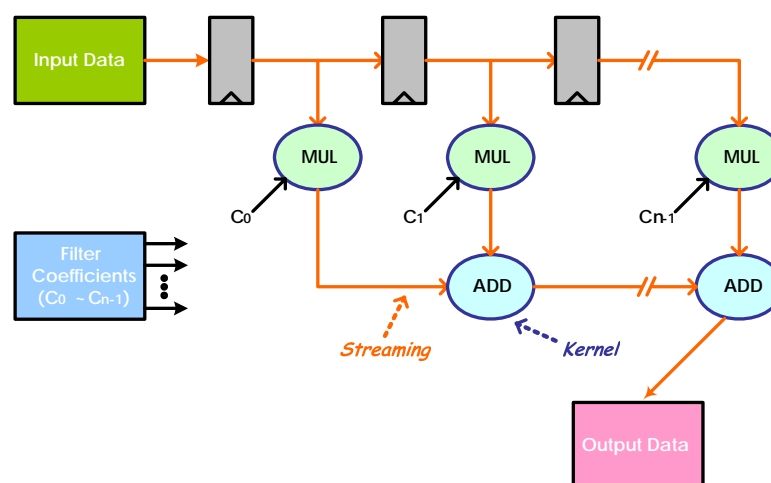 Input Data
MUL
MUL
MUL
C0
C1
Cn-1
Filter
Coefficients
(C0 ~ Cn-1)
ADD
ADD
Streaming
Kernel
Output Data